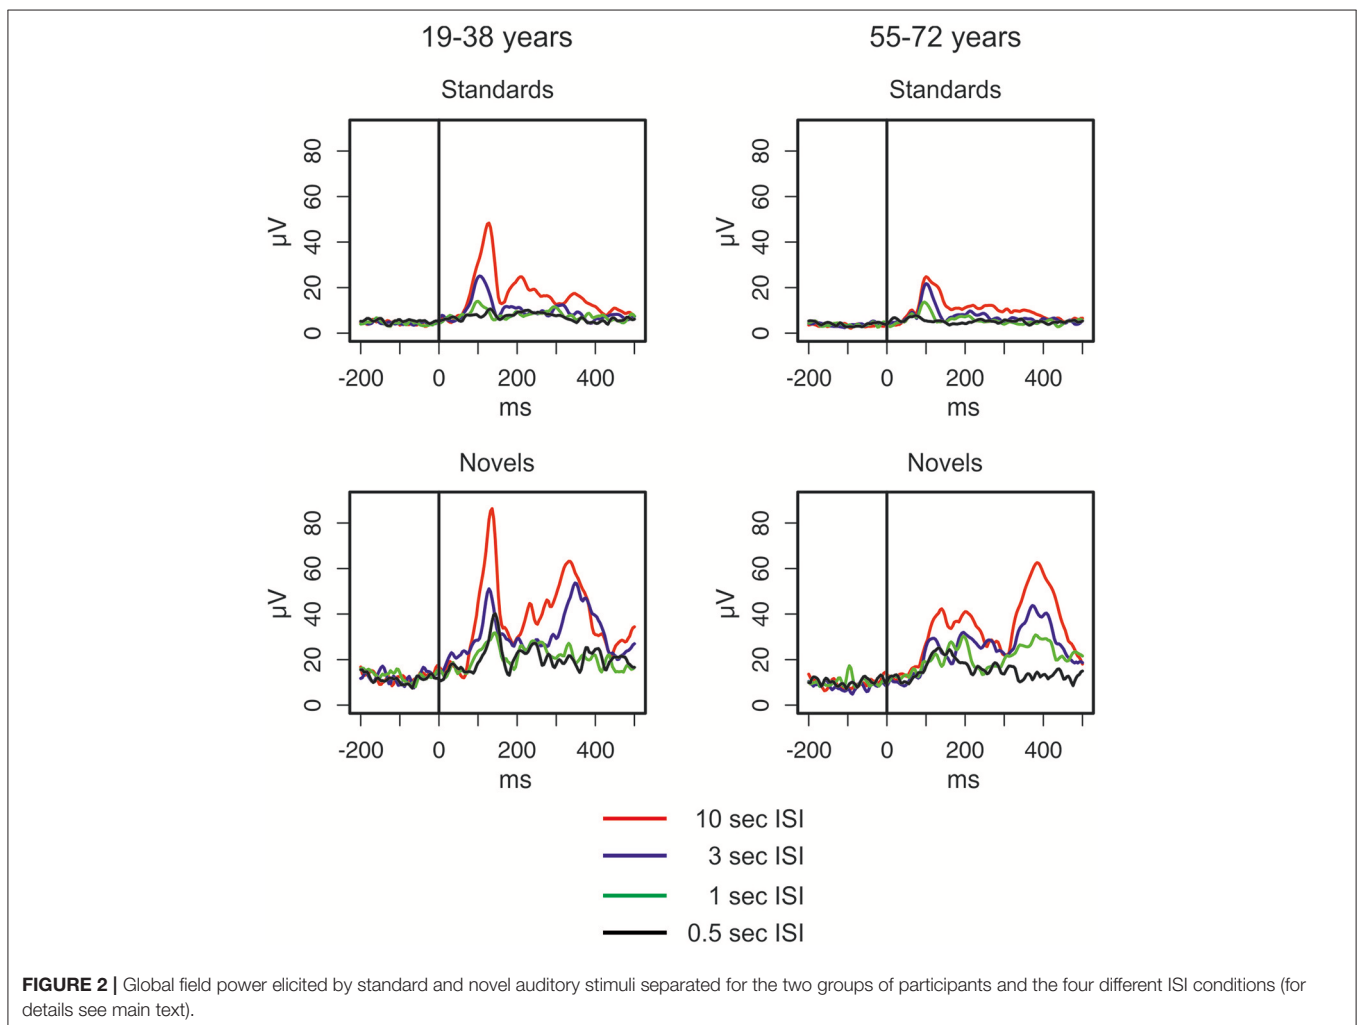 19-38 years
55-72 years
Standards
Standards
80
60
40
20
0
µV
-200 0 200 400
ms
80
60
40
20
0
µV
-200 0 200 400
ms
Novels
Novels
80
60
40
20
0
µV
-200 0 200 400
ms
80
60
40
20
0
µV
-200 0 200 400
ms
10 sec ISI
3 sec ISI
1 sec ISI
0.5 sec ISI
FIGURE 2 | Global field power elicited by standard and novel auditory stimuli separated for the two groups of participants and the four different ISI conditions (for
details see main text).